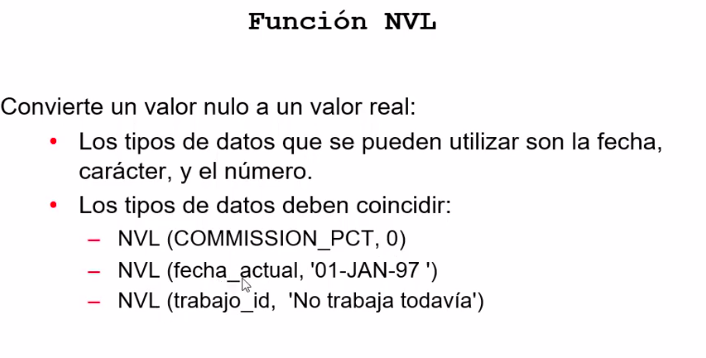 Función NVL
Convierte un valor nulo a un valor real:
• Los tipos de datos que se pueden utilizar son la fecha,
carácter, y el número.
• Los tipos de datos deben coincidir:
– NVL (COMMISSION_PCT, 0)
– NVL (fecha_actual, '01-JAN-97 ')
– NVL (trabajo_id,  'No trabaja todavía')